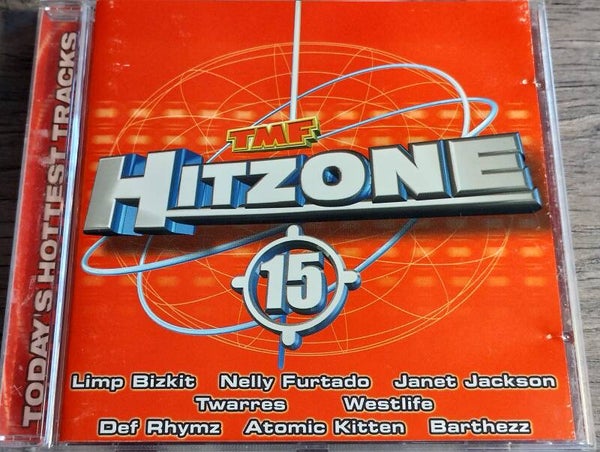 TODAY'S HOTTEST TRACKS
TMF
HITZONE
15
Limp Bizkit Nelly Furtado Janet Jackson
Twarres Westlife
Def Rhymz Atomic Kitten Barthezz